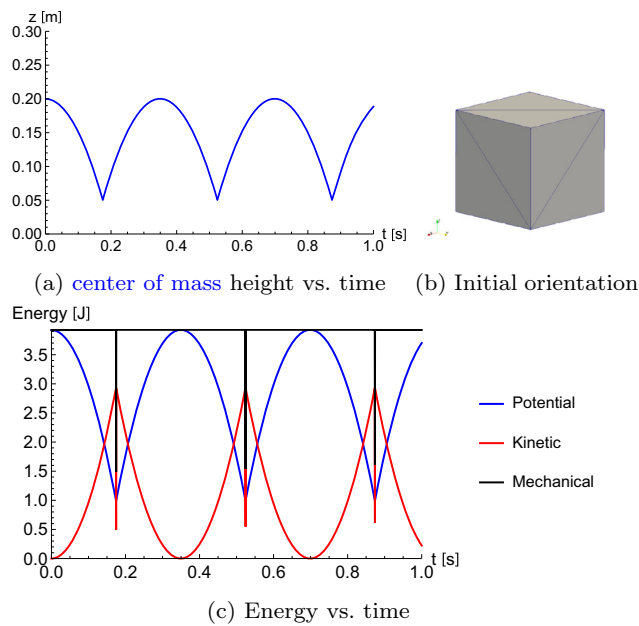 z [m]
0.30
0.25
0.20
0.15
0.10
0.05
0.00
0.0 0.2 0.4 0.6 0.8 1.0
t [s]
(a) center of mass height vs. time
(b) Initial orientation
Energy [J]
3.5
3.0
2.5
2.0
1.5
1.0
0.5
0.0
0.0 0.2 0.4 0.6 0.8 1.0
t [s]
Potential
Kinetic
Mechanical
(c) Energy vs. time